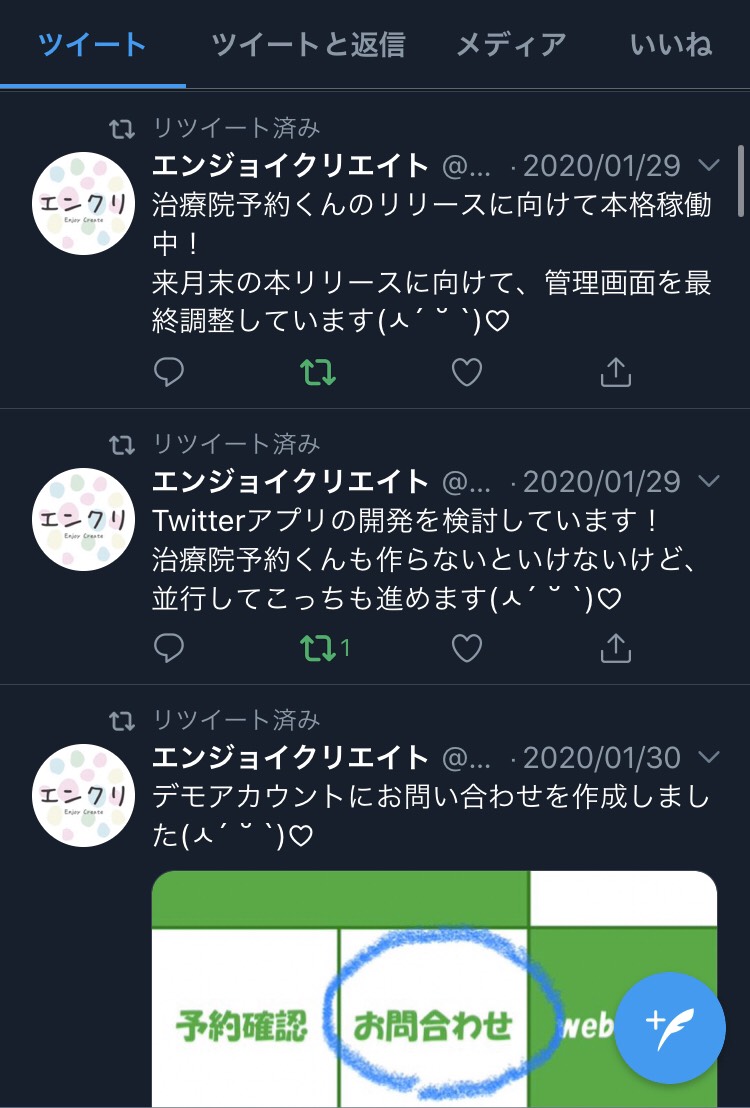 ツイート ツイートと返信 メディア いいね
リツイート済み
エンジョイクリエイト @... ·2020/01/29
エンクリ
Enjoy Create
治療院予約くんのリリースに向けて本格稼働
中！
来月末の本リリースに向けて、管理画面を最
終調整しています(ㅅ´ ˘ `)♡
リツイート済み
エンジョイクリエイト @... ·2020/01/29
エンクリ
Enjoy Create
Twitterアプリの開発を検討しています！
治療院予約くんも作らないといけないけど、
並行してこっちも進めます(ㅅ´ ˘ `)♡
1
リツイート済み
エンジョイクリエイト @... ·2020/01/30
エンクリ
Enjoy Create
デモアカウントにお問い合わせを作成しまし
た(ㅅ´ ˘ `)♡
予約確認 お問合わせ web